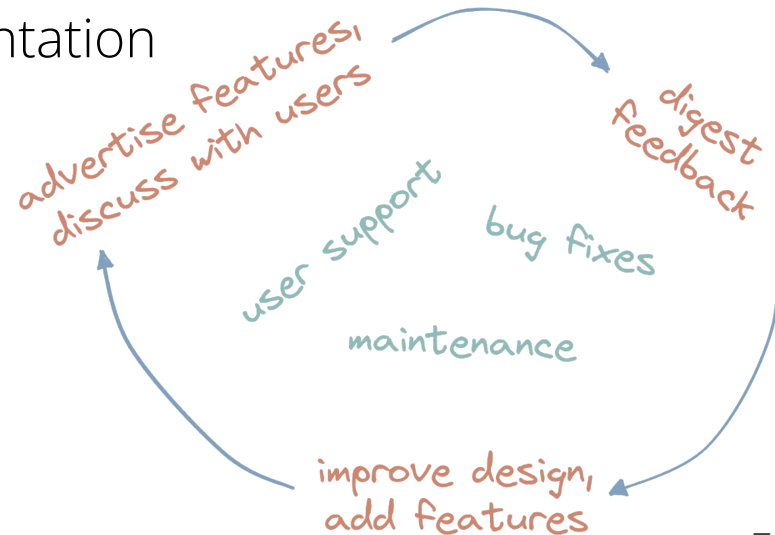 ntation
advertise features,
discuss with users
digest
feedback
user support
bug fixes
maintenance
improve design,
add features